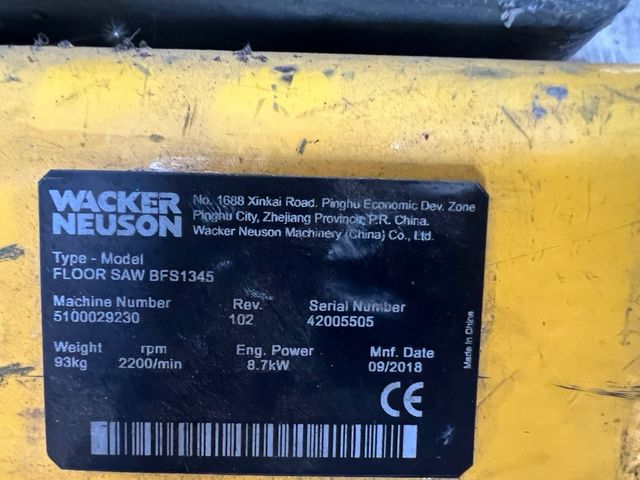 WACKER
NEUSON
No. 1688 Xinkai Road. Pinghu Economic Dev. Zone
Pinghu City, Zhejiang Province, P.R. China.
Wacker Neuson Machinery (China) Co., Ltd.
Type - Model
FLOOR SAW BFS1345
Machine Number Rev. Serial Number
5100029230 102 42005505
Weight rpm Eng. Power Mnf. Date
93kg 2200/min 8.7kW 09/2018
Made In China
CE